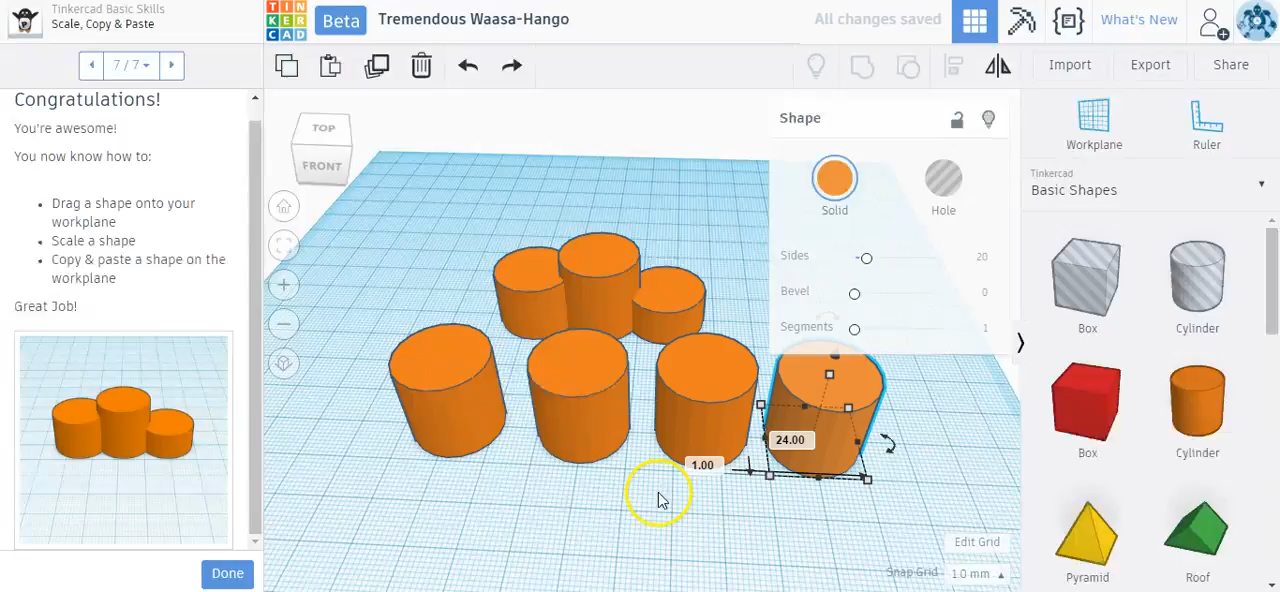 Tinkercad Basic Skills
Scale, Copy & Paste
TIN
KER
CAD
Beta
Tremendous Waasa-Hango
All changes saved
What's New
7 / 7
Import
Export
Share
Congratulations!
You're awesome!
You now know how to:
• Drag a shape onto your
workplane
• Scale a shape
• Copy & paste a shape on the
workplane
Great Job!
Done
TOP
FRONT
Shape
Solid
Hole
Sides
20
Bevel
0
Segments
1
24.00
1.00
Edit Grid
Snap Grid
1.0 mm
Workplane
Ruler
Tinkercad
Basic Shapes
Box
Cylinder
Box
Cylinder
Pyramid
Roof